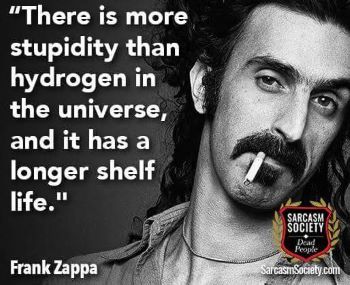 “There is more
stupidity than
hydrogen in
the universe,
and it has a
longer shelf
life."
Frank Zappa
SARCASM
SOCIETY
Dead
People
SarcasmSociety.com